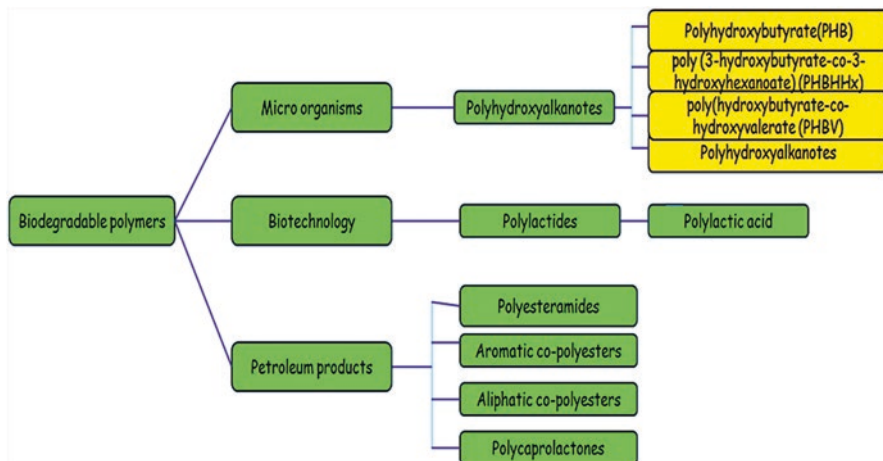 Polyhydroxybutyrate(PHB)
poly (3-hydroxybutyrate-co-3-
hydroxyhexanoate) (PHBHHx)
Micro organisms
Polyhydroxyalkanotes
poly(hydroxybutyrate-co-
hydroxyvalerate (PHBV)
Polyhydroxyalkanotes
Biodegradable polymers
Biotechnology
Polylactides
Polylactic acid
Polyesteramides
Aromatic co-polyesters
Petroleum products
Aliphatic co-polyesters
Polycaprolactones